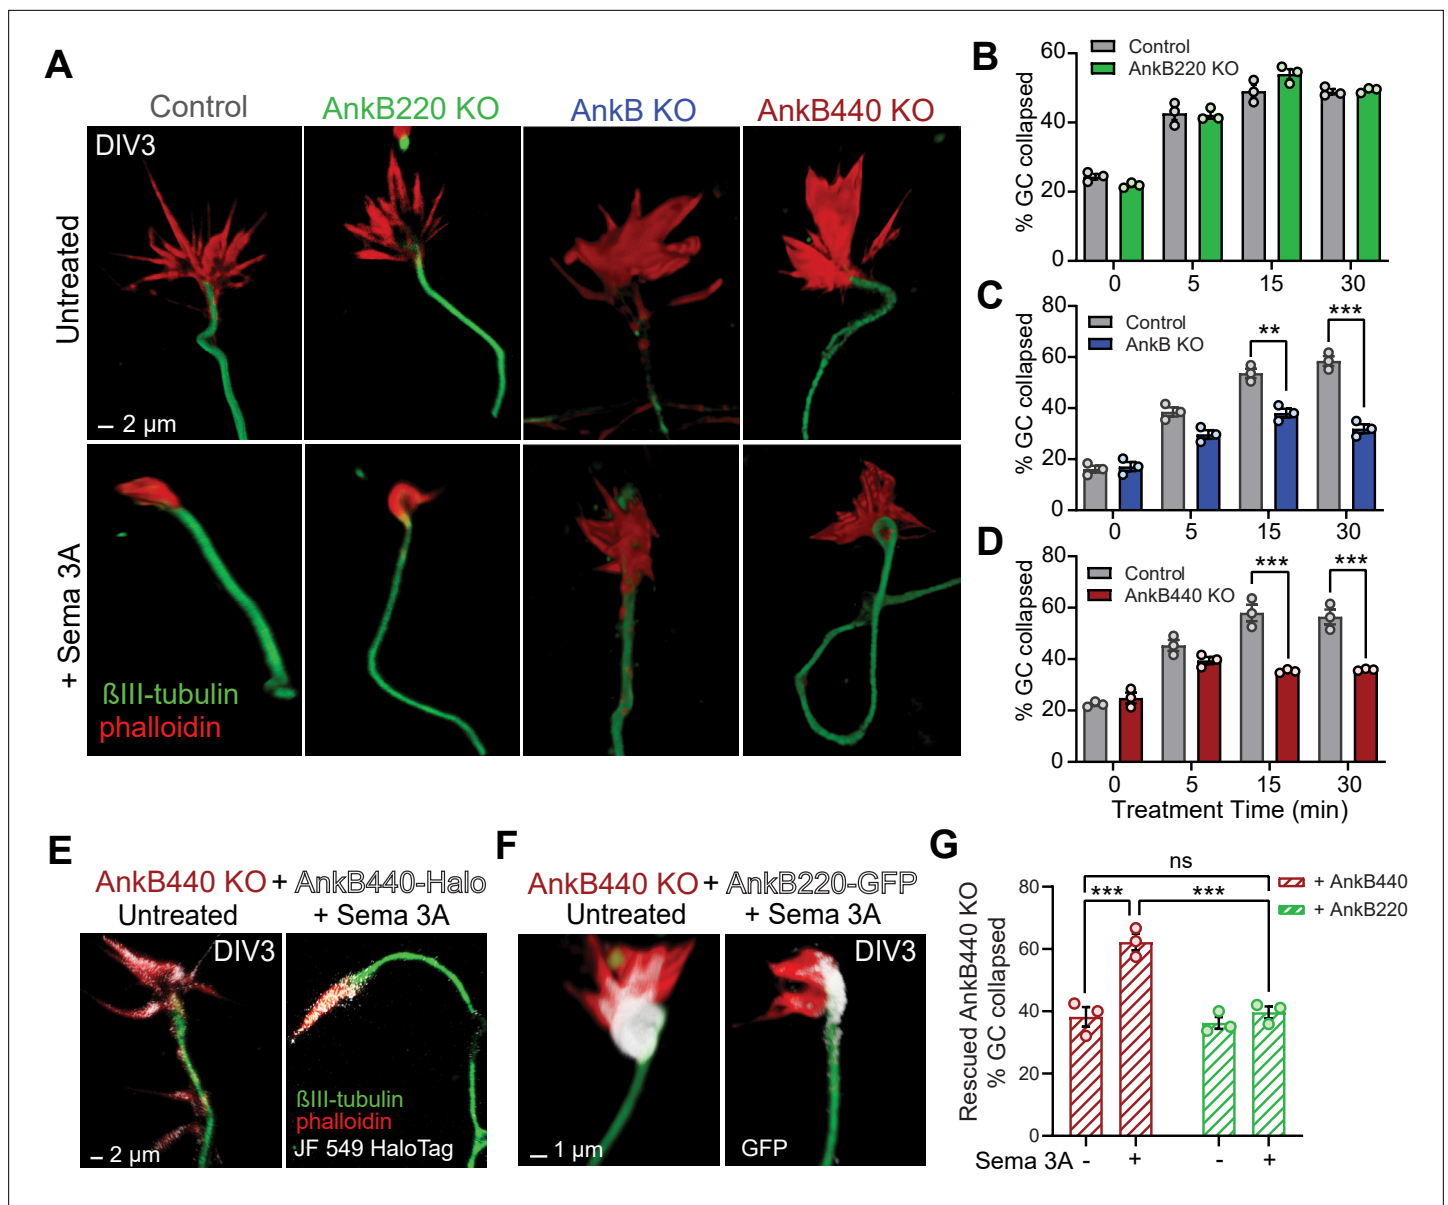 A
Control
AnkB220 KO
AnkB KO
AnkB440 KO
DIV3
Untreated
2 µm
+ Sema 3A
ßIII-tubulin
phalloidin
B
60
40
20
0
% GC collapsed
Control
AnkB220 KO
0 5 15 30
C
80
60
40
20
0
% GC collapsed
Control
AnkB KO
**
***
0 5 15 30
D
80
60
40
20
0
% GC collapsed
Control
AnkB440 KO
***
***
0 5 15 30
Treatment Time (min)
E
AnkB440 KO + AnkB440-Halo
Untreated + Sema 3A
DIV3
2 µm
ßIII-tubulin
phalloidin
JF 549 HaloTag
F
AnkB440 KO + AnkB220-GFP
Untreated + Sema 3A
DIV3
1 µm
GFP
G
ns
*** ***
+ AnkB440
+ AnkB220
80
60
40
20
0
Rescued AnkB440 KO
% GC collapsed
Sema 3A - + - +